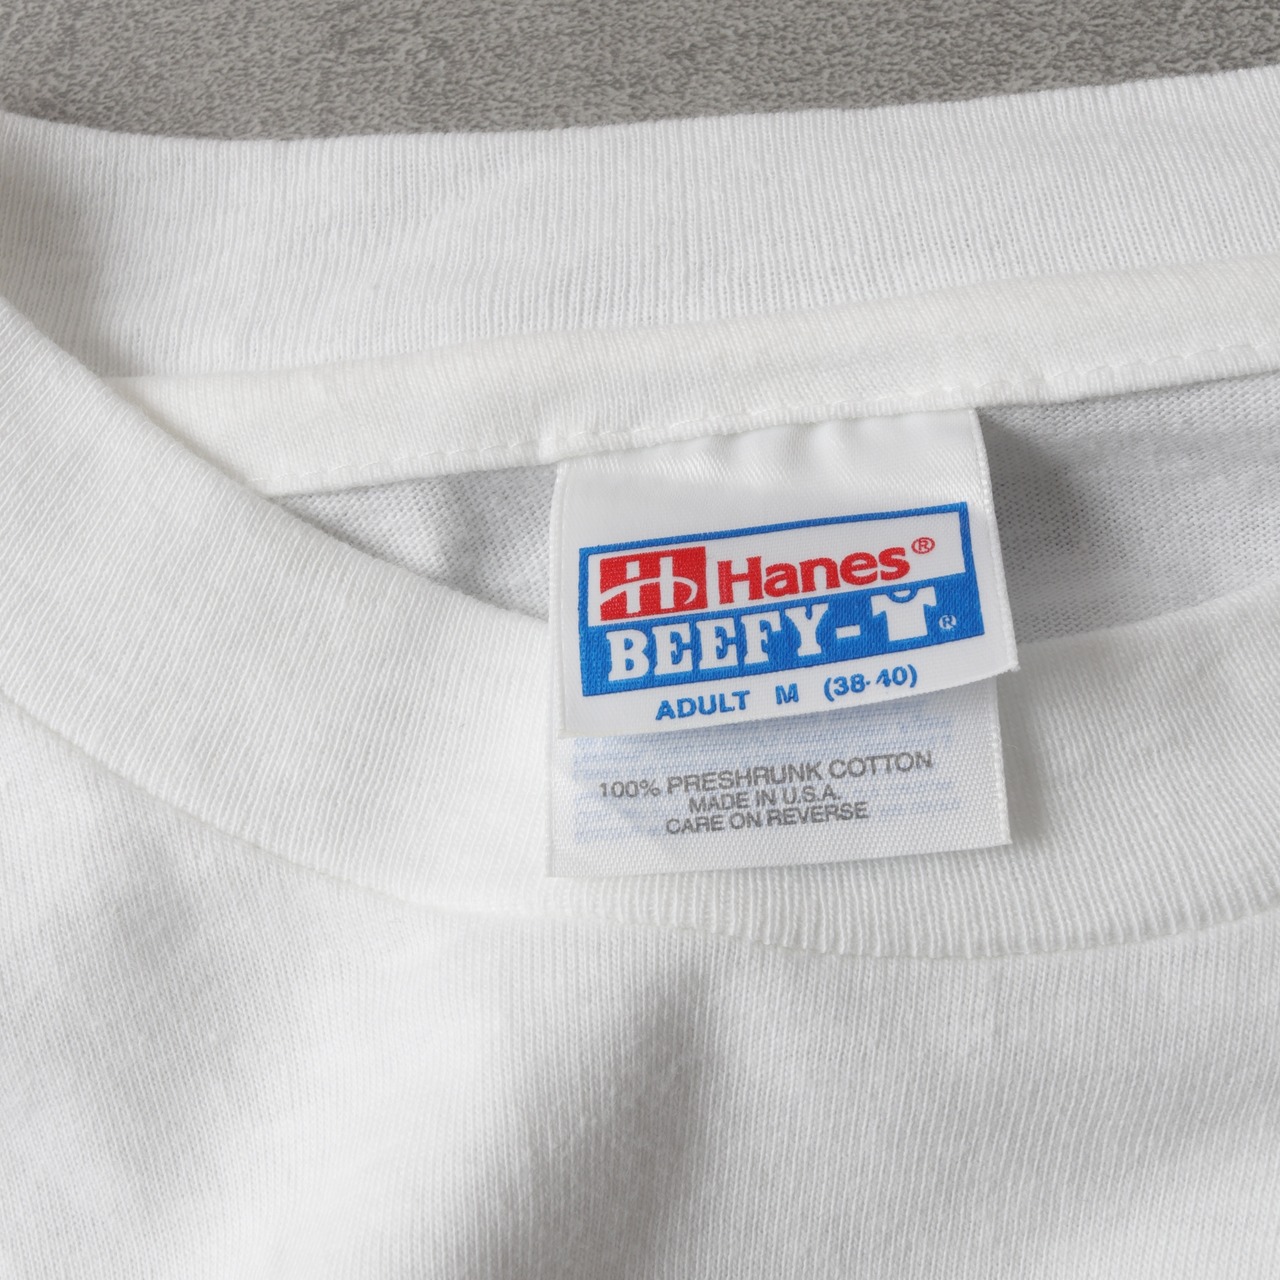 Hanes®
BEEFY-T®
ADULT M (38-40)
100% PRESHRUNK COTTON
MADE IN U.S.A.
CARE ON REVERSE